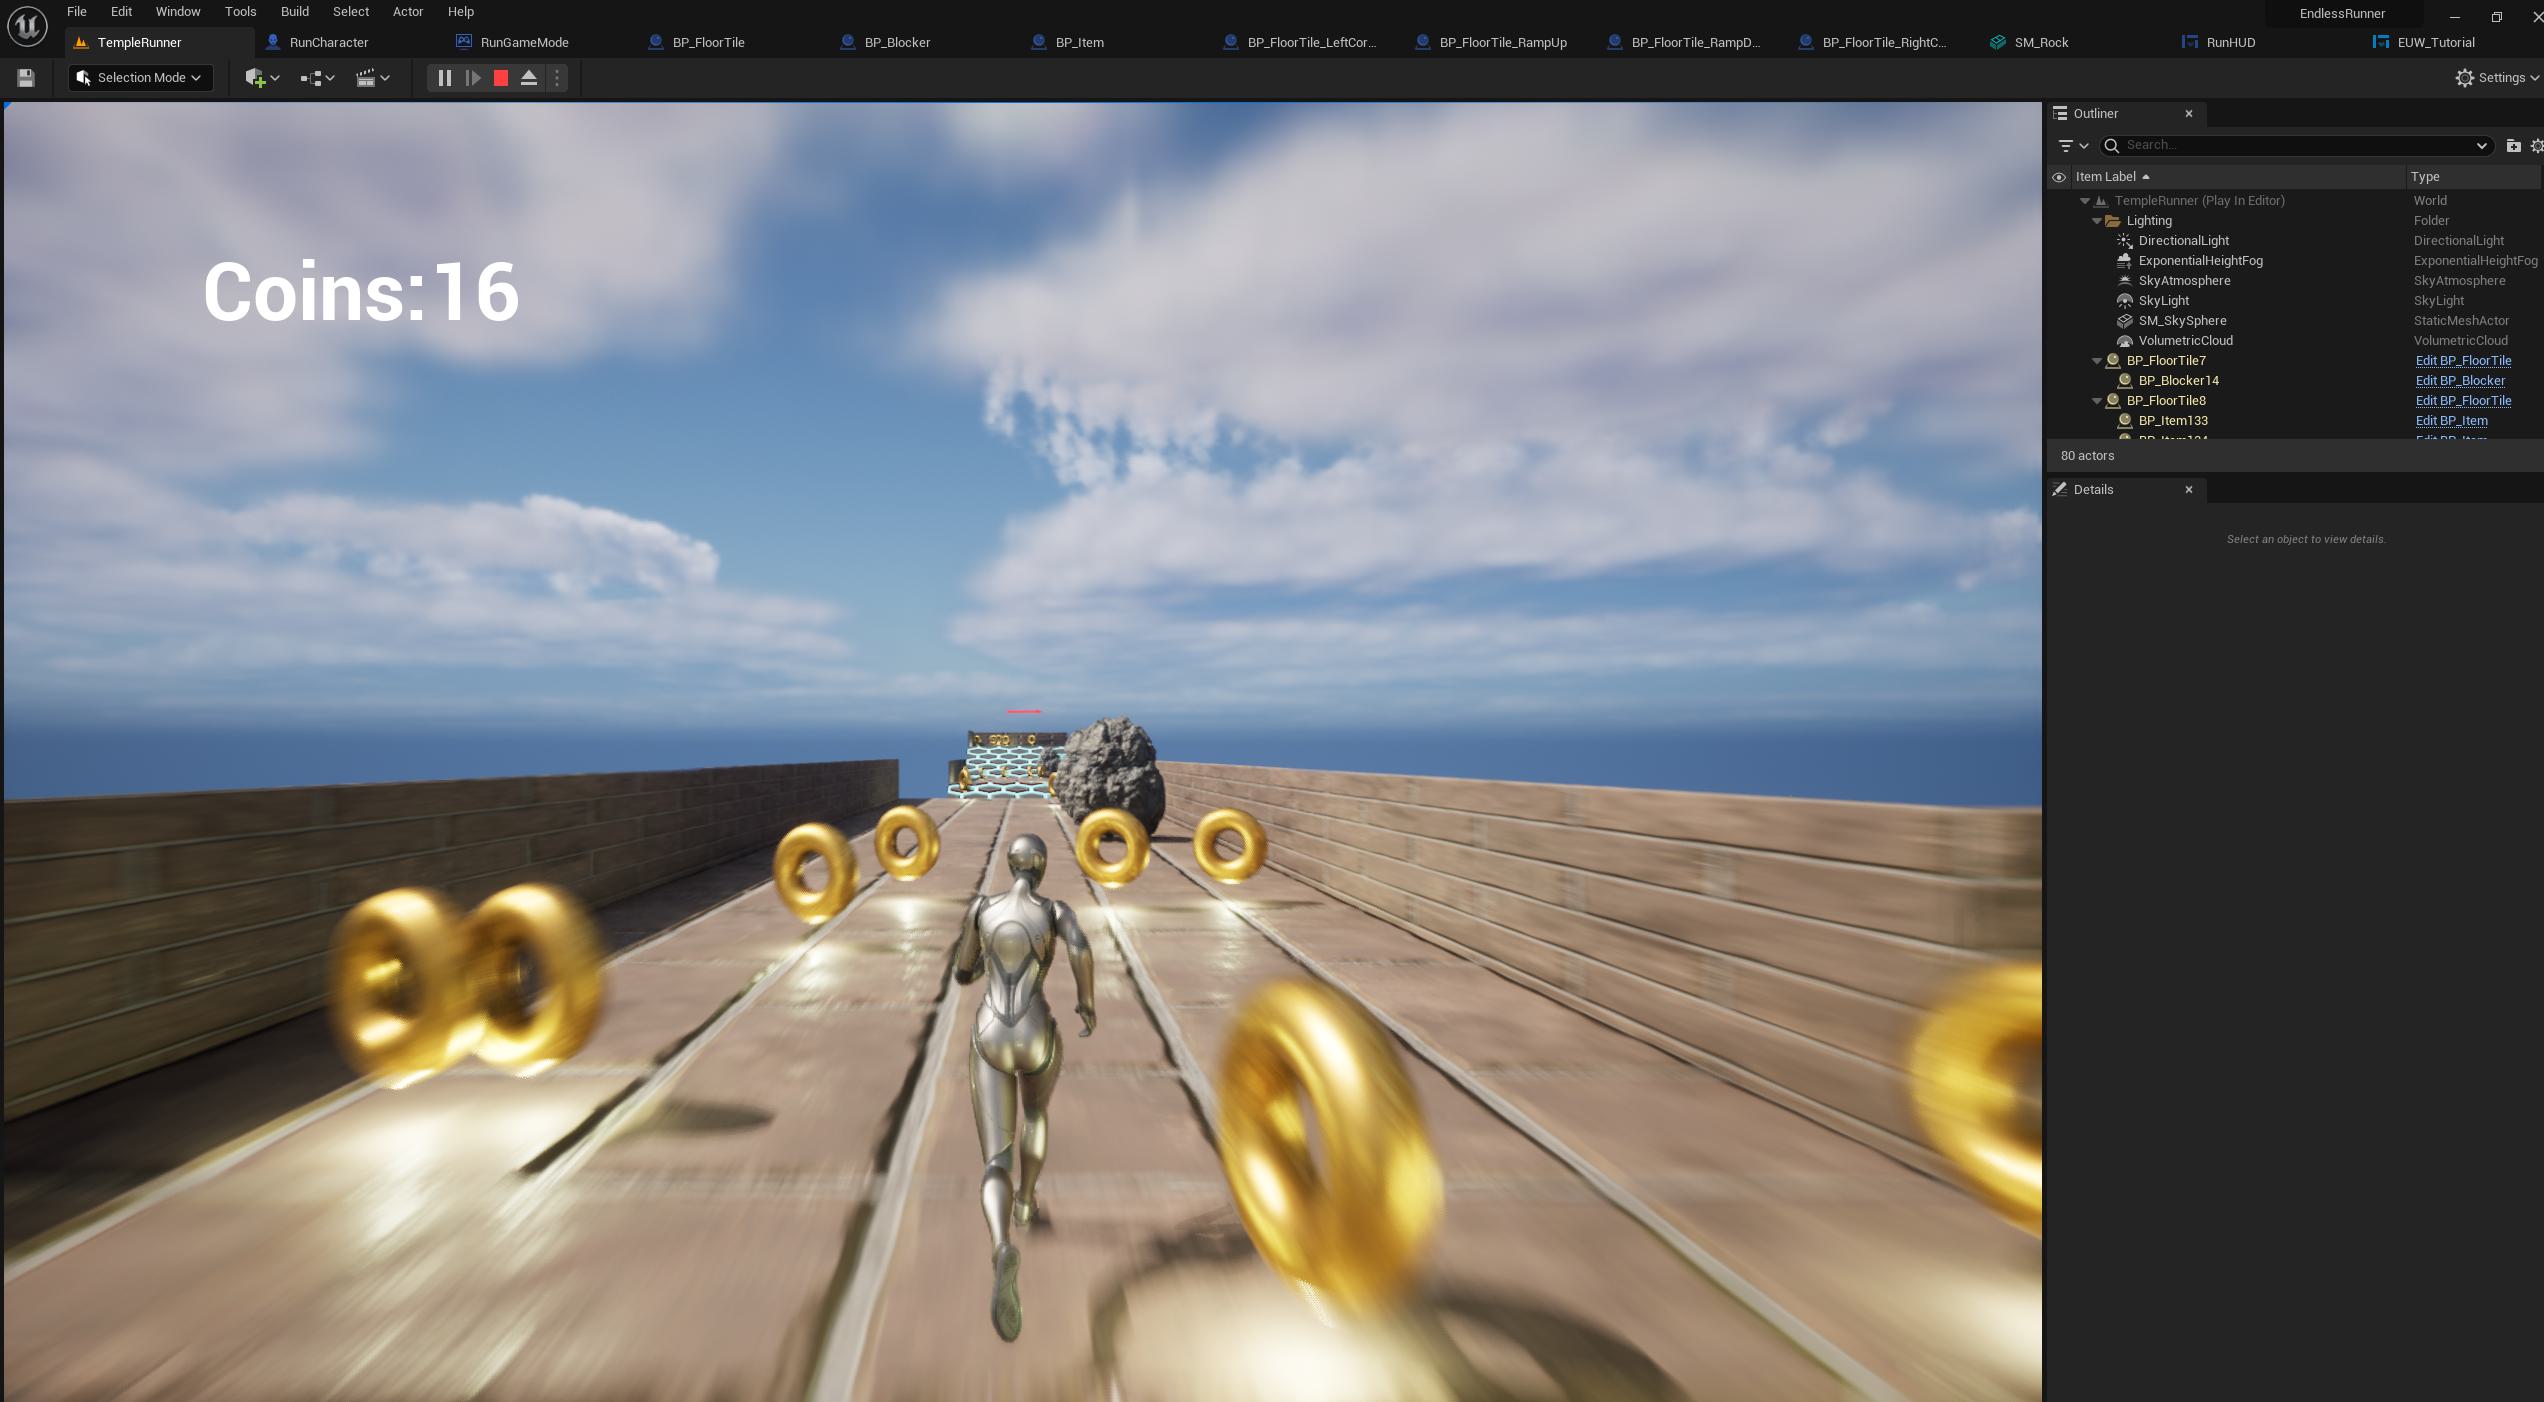 File Edit Window Tools Build Select Actor Help
EndlessRunner
TempleRunner RunCharacter RunGameMode BP_FloorTile BP_Blocker BP_Item BP_FloorTile_LeftCor... BP_FloorTile_RampUp BP_FloorTile_RampD... BP_FloorTile_RightC... SM_Rock RunHUD EUW_Tutorial
Selection Mode
Settings
Coins:16
Outliner
Search...
Item Label Type
TempleRunner (Play In Editor) World
Lighting Folder
DirectionalLight DirectionalLight
ExponentialHeightFog ExponentialHeightFog
SkyAtmosphere SkyAtmosphere
SkyLight SkyLight
SM_SkySphere StaticMeshActor
VolumetricCloud VolumetricCloud
BP_FloorTile7 Edit BP_FloorTile
BP_Blocker14 Edit BP_Blocker
BP_FloorTile8 Edit BP_FloorTile
BP_Item133 Edit BP_Item
80 actors
Details
Select an object to view details.